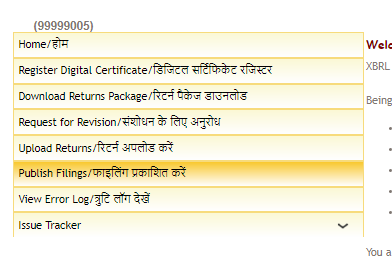 (99999005)
Home/होम
Register Digital Certificate/डिजिटल सर्टिफिकेट रजिस्टर
Download Returns Package/रिटर्न पैकेज डाउनलोड
Request for Revision/संशोधन के लिए अनुरोध
Upload Returns/रिटर्न अपलोड करें
Publish Filings/फाइलिंग प्रकाशित करें
View Error Log/त्रुटि लॉग देखें
Issue Tracker
XBRL
Being
You a